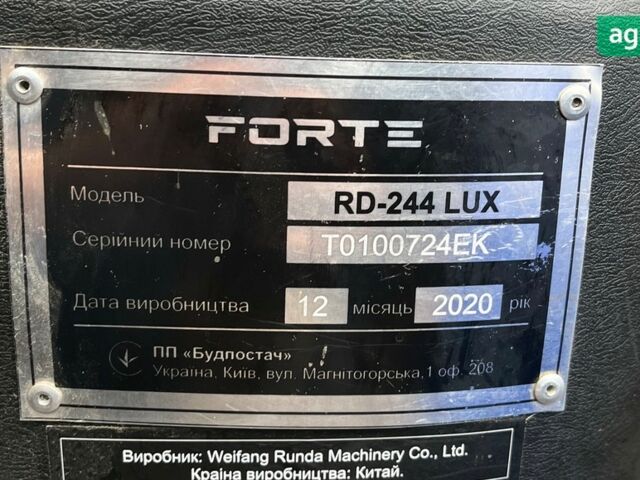 ag
FORTE
Модель RD-244 LUX
Серійний номер T0100724EK
Дата виробництва 12 місяць 2020 рік
ПП «Будпостач»
Україна, Київ, вул. Магнітогорська,1 оф. 208
Виробник: Weifang Runda Machinery Co., Ltd.
Країна виробництва: Китай.